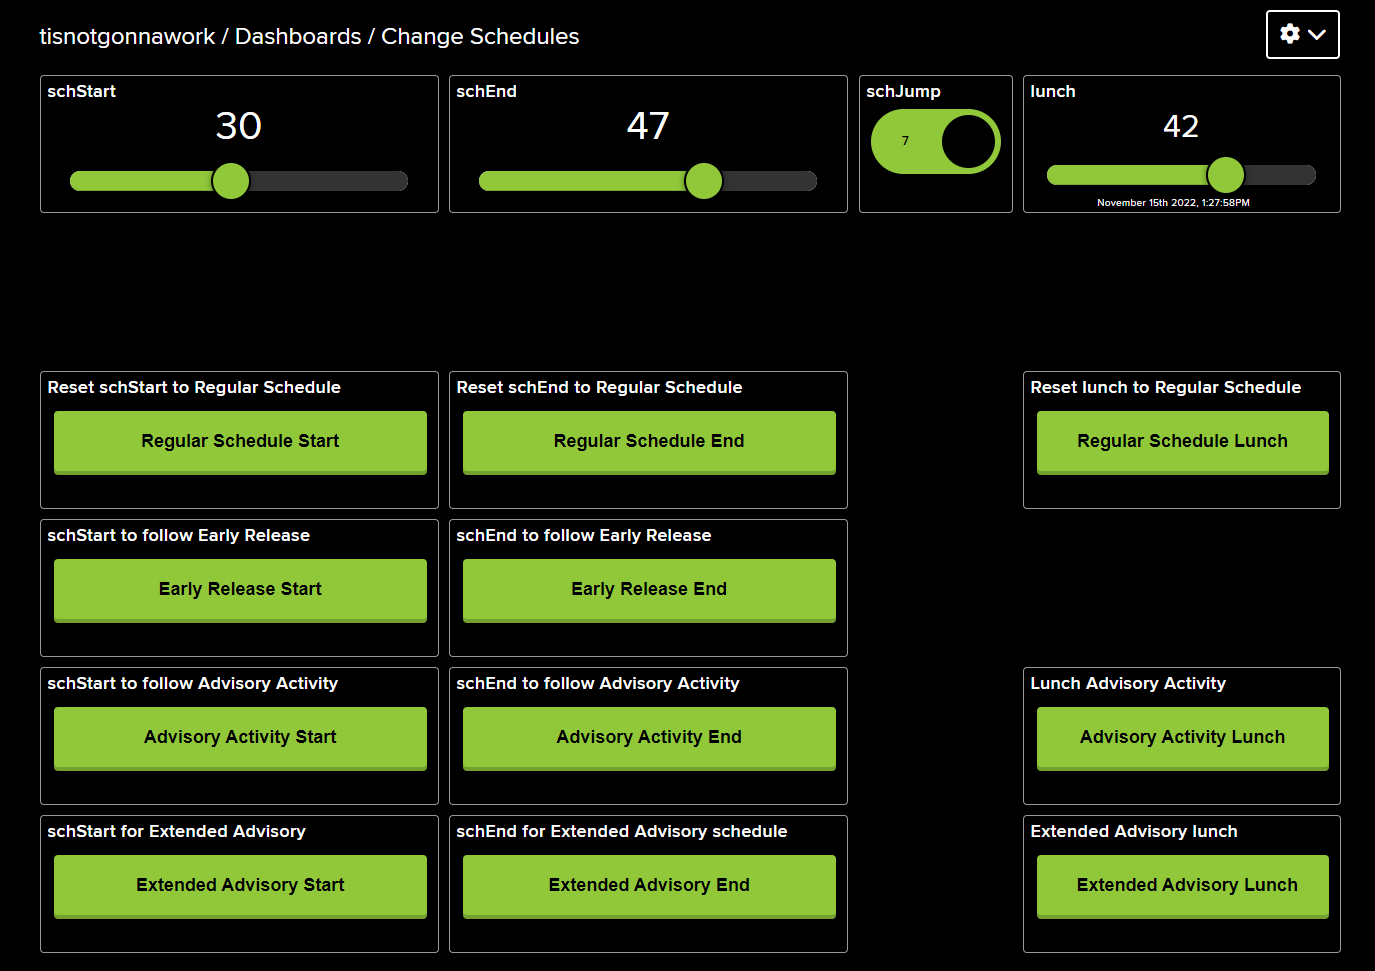 tisnotgonnawork / Dashboards / Change Schedules
schStart
30
schEnd
47
schJump
7
lunch
42
November 15th 2022, 1:27:58PM
Reset schStart to Regular Schedule
Regular Schedule Start
Reset schEnd to Regular Schedule
Regular Schedule End
Reset lunch to Regular Schedule
Regular Schedule Lunch
schStart to follow Early Release
Early Release Start
schEnd to follow Early Release
Early Release End
schStart to follow Advisory Activity
Advisory Activity Start
schEnd to follow Advisory Activity
Advisory Activity End
Lunch Advisory Activity
Advisory Activity Lunch
schStart for Extended Advisory
Extended Advisory Start
schEnd for Extended Advisory schedule
Extended Advisory End
Extended Advisory lunch
Extended Advisory Lunch